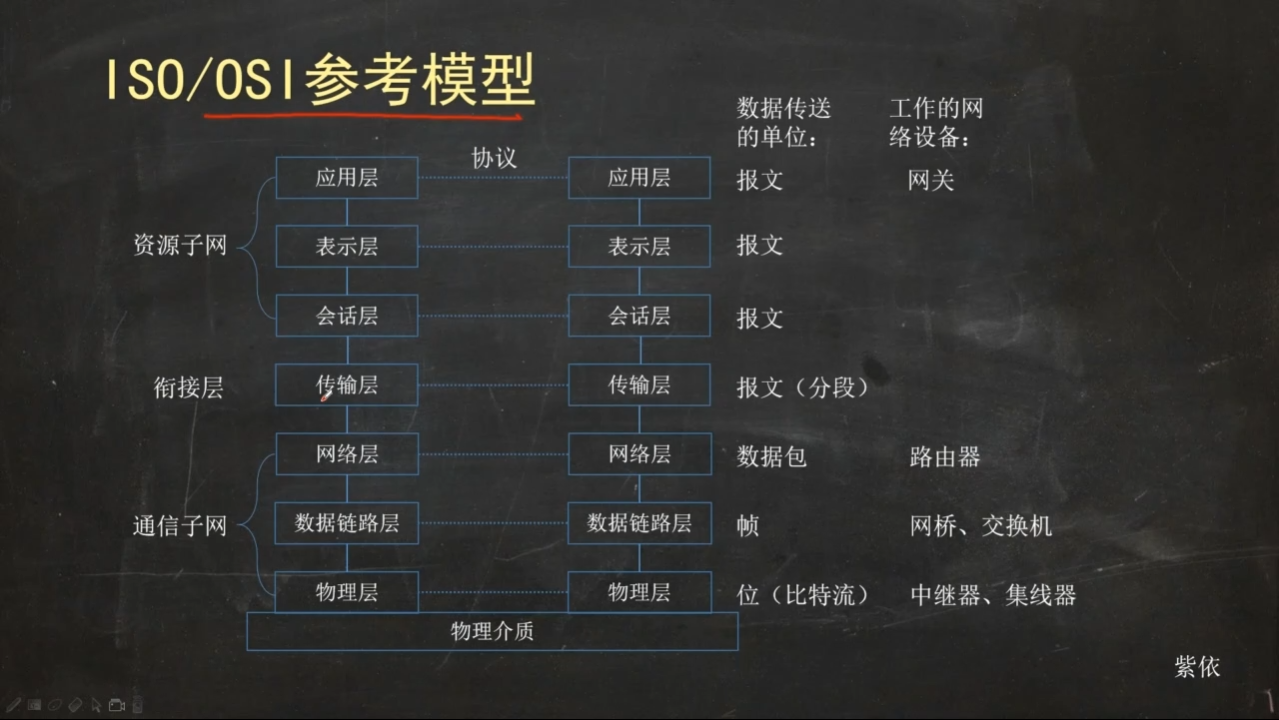 ISO/OSI参考模型
数据传送
的单位：
工作的网
络设备：
协议
应用层
应用层
报文
网关
资源子网
表示层
表示层
报文
会话层
会话层
报文
衔接层
传输层
传输层
报文（分段）
网络层
网络层
数据包
路由器
通信子网
数据链路层
数据链路层
帧
网桥、交换机
物理层
物理层
位（比特流）
中继器、集线器
物理介质
紫依